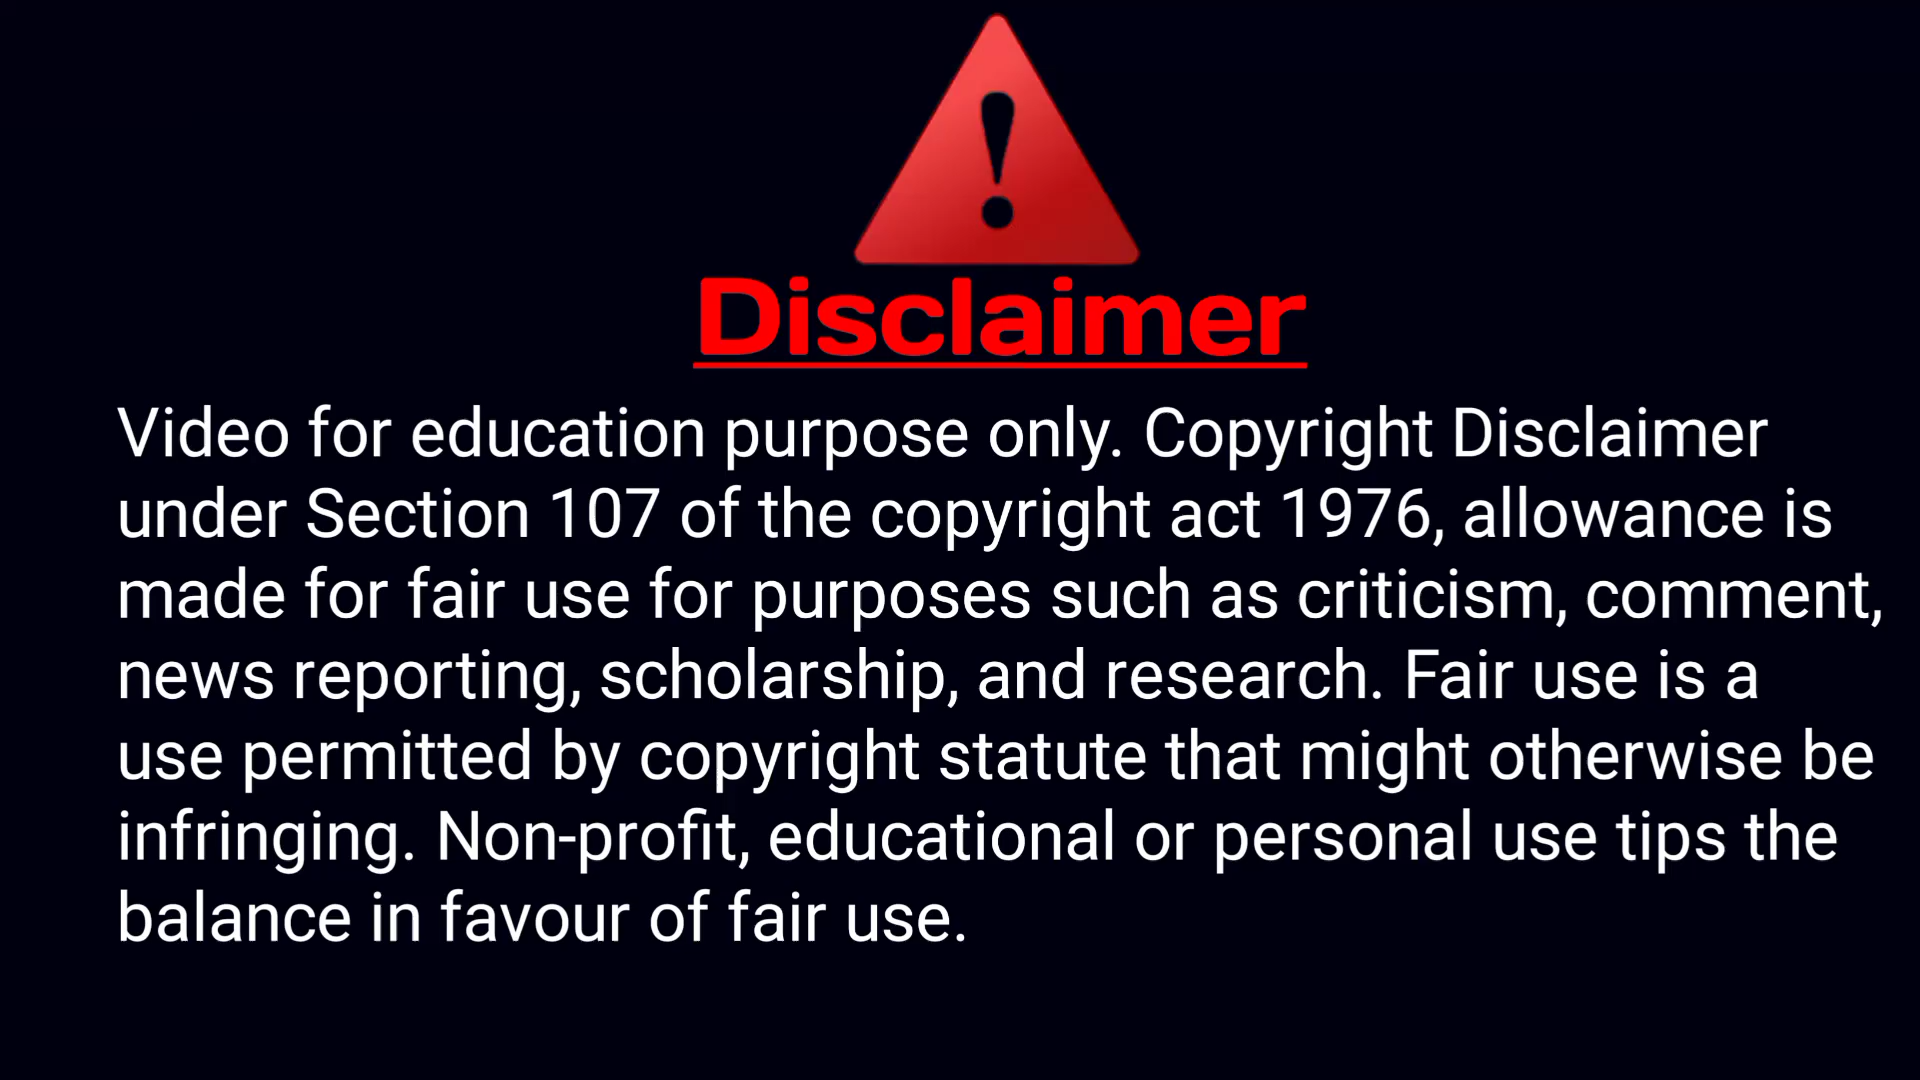 Disclaimer
Video for education purpose only. Copyright Disclaimer
under Section 107 of the copyright act 1976, allowance is
made for fair use for purposes such as criticism, comment,
news reporting, scholarship, and research. Fair use is a
use permitted by copyright statute that might otherwise be
infringing. Non-profit, educational or personal use tips the
balance in favour of fair use.